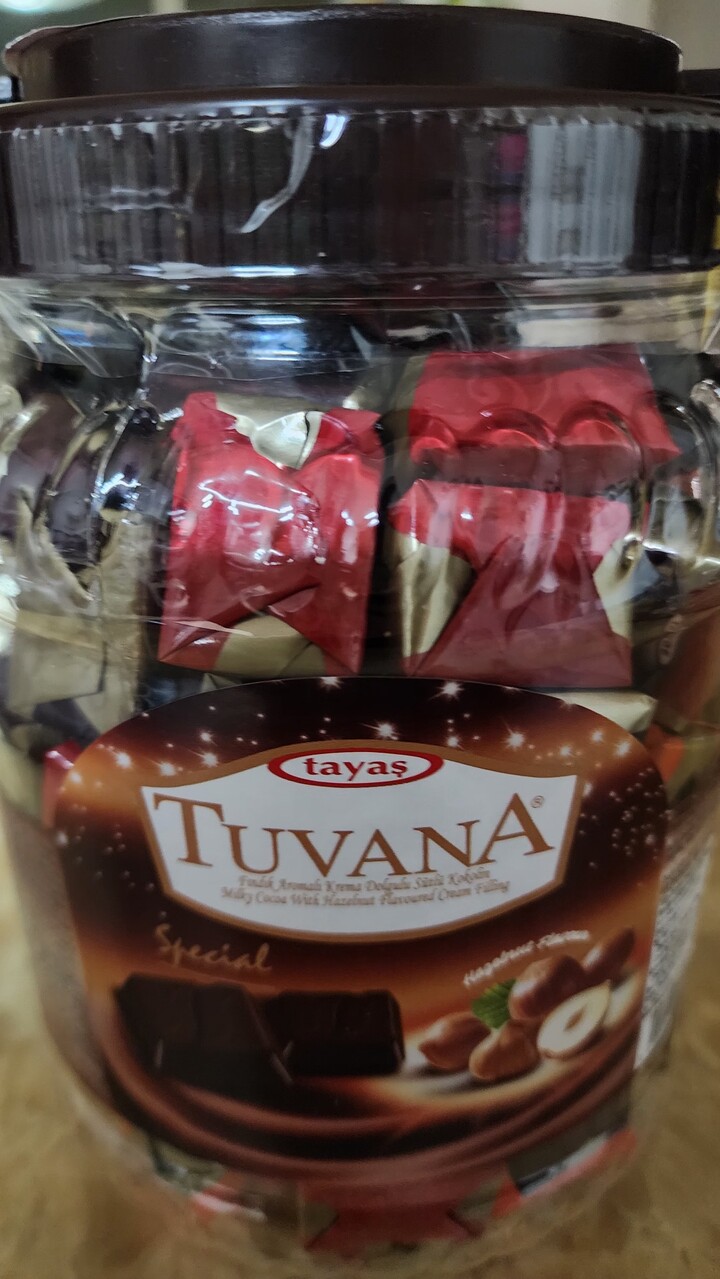 tayaş
TUVANA®
Fındık Aromalı Krema Dolgulu Sütlü Kokolin
Milky Cocoa With Hazelnut Flavoured Cream Filling
Special
Hazelnut Flavour